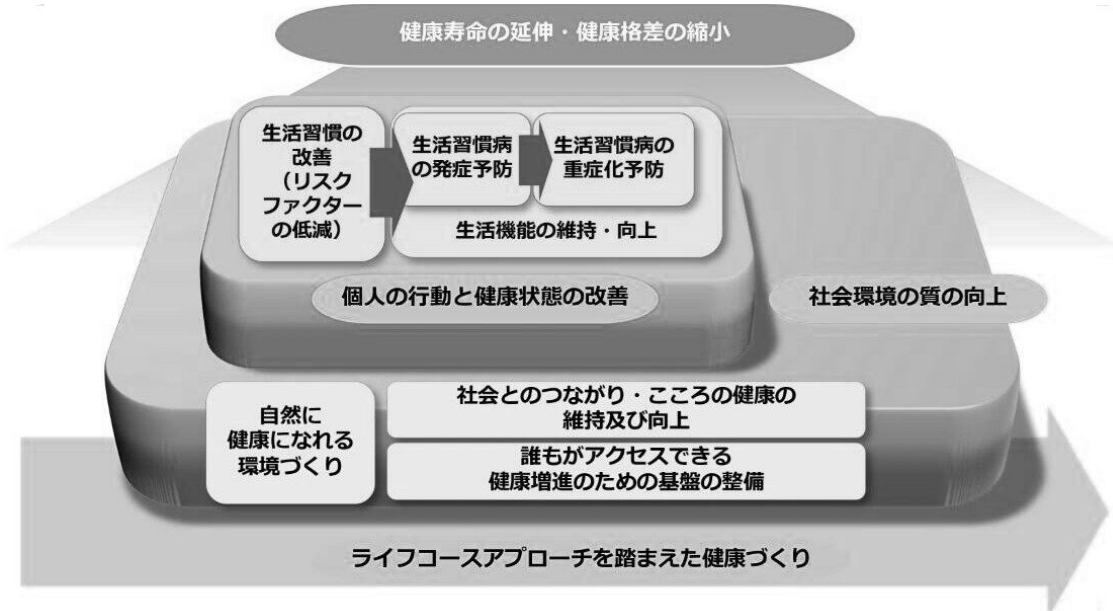 健康寿命の延伸・健康格差の縮小
生活習慣の
改善
（リスク
ファクター
の低減）
生活習慣病
の発症予防
生活習慣病の
重症化予防
生活機能の維持・向上
個人の行動と健康状態の改善
社会環境の質の向上
自然に
健康になれる
環境づくり
社会とのつながり・こころの健康の
維持及び向上
誰もがアクセスできる
健康増進のための基盤の整備
ライフコースアプローチを踏まえた健康づくり